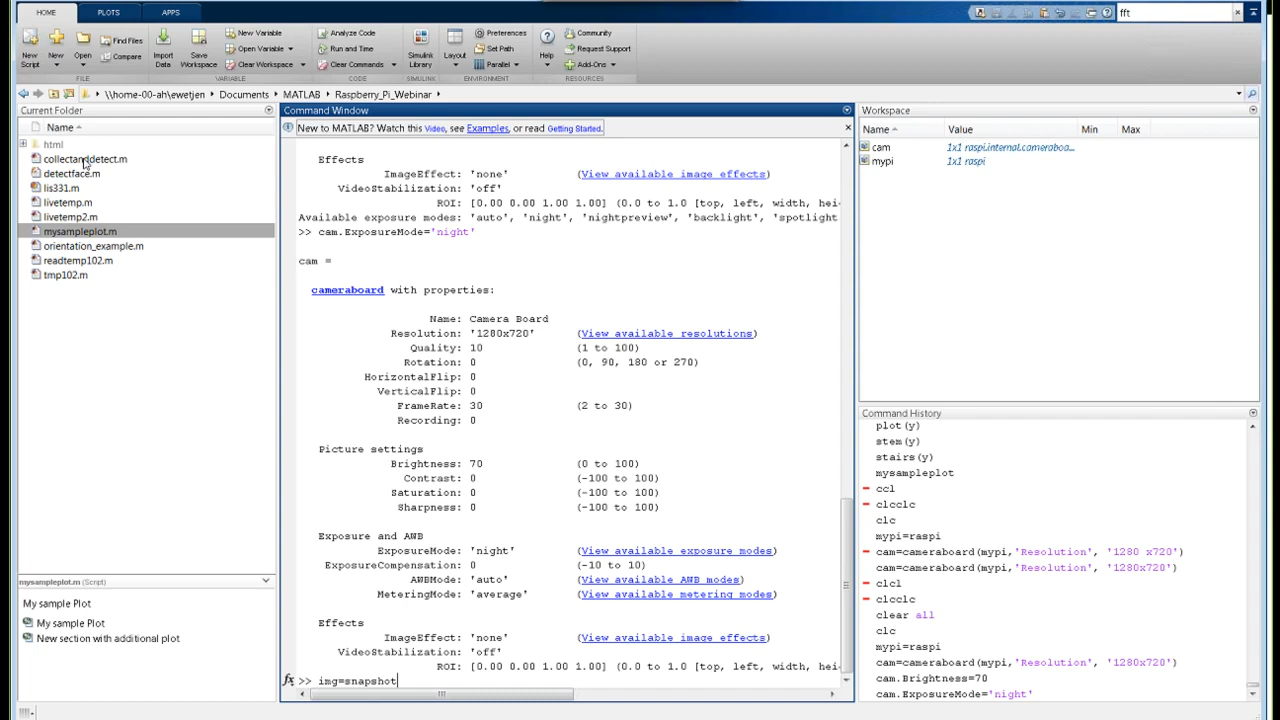 HOME PLOTS APPS fft
New Script
New
Open
Find Files
Compare
Import Data
Save Workspace
New Variable
Open Variable
Clear Workspace
Analyze Code
Run and Time
Clear Commands
Simulink Library
Layout
Preferences
Set Path
Parallel
Help
Community
Request Support
Add-Ons
FILE VARIABLE CODE SIMULINK ENVIRONMENT RESOURCES
\\home-00-ah\ewetjen Documents MATLAB Raspberry_Pi_Webinar
Current Folder
Name
html
collectanddetect.m
detectface.m
lis331.m
livetemp.m
livetemp2.m
mysampleplot.m
orientation_example.m
readtemp102.m
tmp102.m
mysampleplot.m (Script)
My sample Plot
My sample Plot
New section with additional plot
Command Window
New to MATLAB? Watch this Video, see Examples, or read Getting Started.
Effects
ImageEffect: 'none' (View available image effects)
VideoStabilization: 'off'
ROI: [0.00 0.00 1.00 1.00] (0.0 to 1.0 [top, left, width, hei
Available exposure modes: 'auto', 'night', 'nightpreview', 'backlight', 'spotlight
>> cam.ExposureMode='night'
cam =
cameraboard with properties:
Name: Camera Board
Resolution: '1280x720' (View available resolutions)
Quality: 10 (1 to 100)
Rotation: 0 (0, 90, 180 or 270)
HorizontalFlip: 0
VerticalFlip: 0
FrameRate: 30 (2 to 30)
Recording: 0
Picture settings
Brightness: 70 (0 to 100)
Contrast: 0 (-100 to 100)
Saturation: 0 (-100 to 100)
Sharpness: 0 (-100 to 100)
Exposure and AWB
ExposureMode: 'night' (View available exposure modes)
ExposureCompensation: 0 (-10 to 10)
AWBMode: 'auto' (View available AWB modes)
MeteringMode: 'average' (View available metering modes)
Effects
ImageEffect: 'none' (View available image effects)
VideoStabilization: 'off'
ROI: [0.00 0.00 1.00 1.00] (0.0 to 1.0 [top, left, width, hei
fx >> img=snapshot
Workspace
Name Value Min Max
cam 1x1 raspi.internal.cameraboa...
mypi 1x1 raspi
Command History
plot(y)
stem(y)
stairs(y)
mysampleplot
ccl
clcclc
clc
mypi=raspi
cam=cameraboard(mypi,'Resolution', '1280 x720')
cam=cameraboard(mypi,'Resolution', '1280x720')
clcl
clcclc
clear all
clc
mypi=raspi
cam=cameraboard(mypi,'Resolution', '1280x720')
cam.Brightness=70
cam.ExposureMode='night'